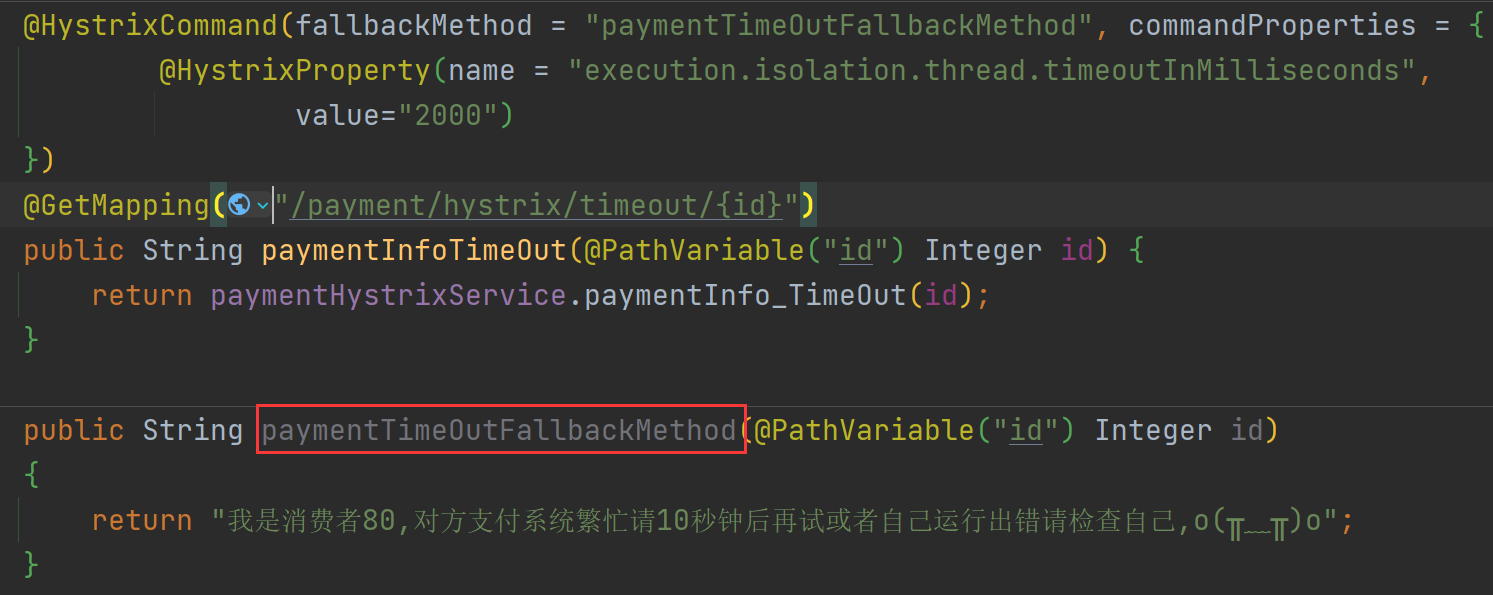 @HystrixCommand(fallbackMethod = "paymentTimeOutFallbackMethod", commandProperties = {
@HystrixProperty(name = "execution.isolation.thread.timeoutInMilliseconds",
value="2000")
})
@GetMapping("/payment/hystrix/timeout/{id}")
public String paymentInfoTimeOut(@PathVariable("id") Integer id) {
return paymentHystrixService.paymentInfo_TimeOut(id);
}
public String paymentTimeOutFallbackMethod(@PathVariable("id") Integer id)
{
return "我是消费者80,对方支付系统繁忙请10秒钟后再试或者自己运行出错请检查自己,o(╥﹏╥)o";
}